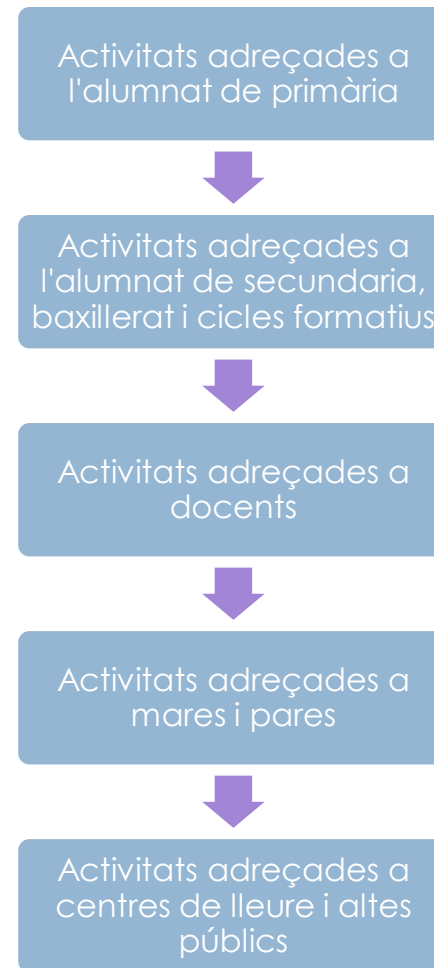 Activitats adreçades a
l'alumnat de primària
Activitats adreçades a
l'alumnat de secundaria,
baxillerat i cicles formatius
Activitats adreçades a
docents
Activitats adreçades a
mares i pares
Activitats adreçades a
centres de lleure i altes
públics